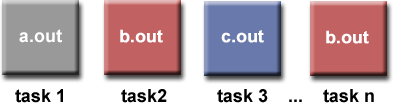 a.out b.out c.out b.out
task 1 task2 task 3 ... task n